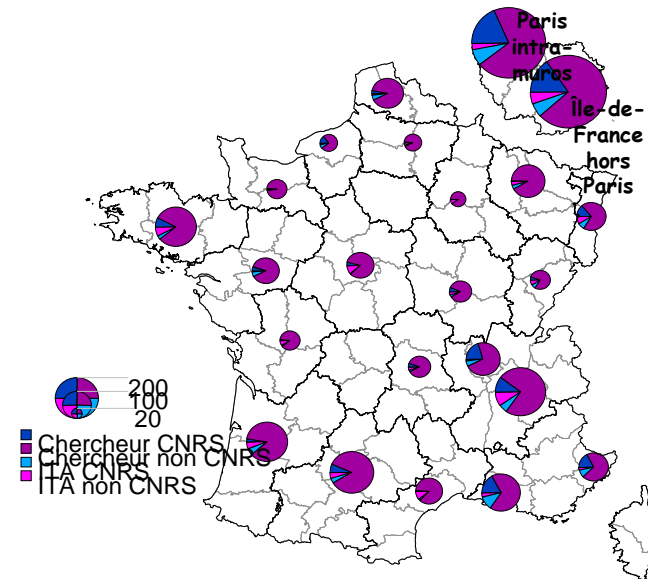 Paris
intra-
muros
Île-de-
France
hors
Paris
200
100
20
Chercheur CNRS
Chercheur non CNRS
ITA CNRS
ITA non CNRS